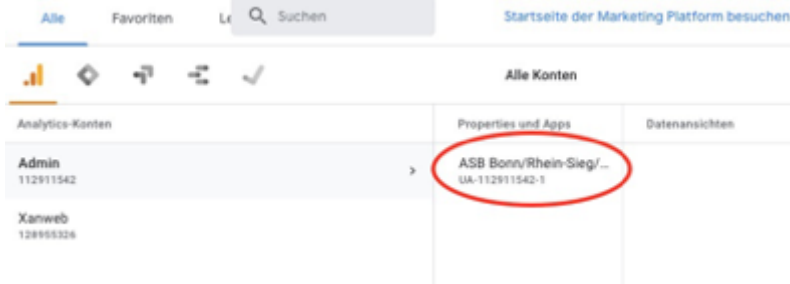 Alle Favoriten Le Suchen Startseite der Marketing Platform besuchen
Alle Konten
Analytics-Konten Properties und Apps Datenansichten
Admin ASB Bonn/Rhein-Sieg/...
112911542 > UA-112911542-1
Xanweb
128955326